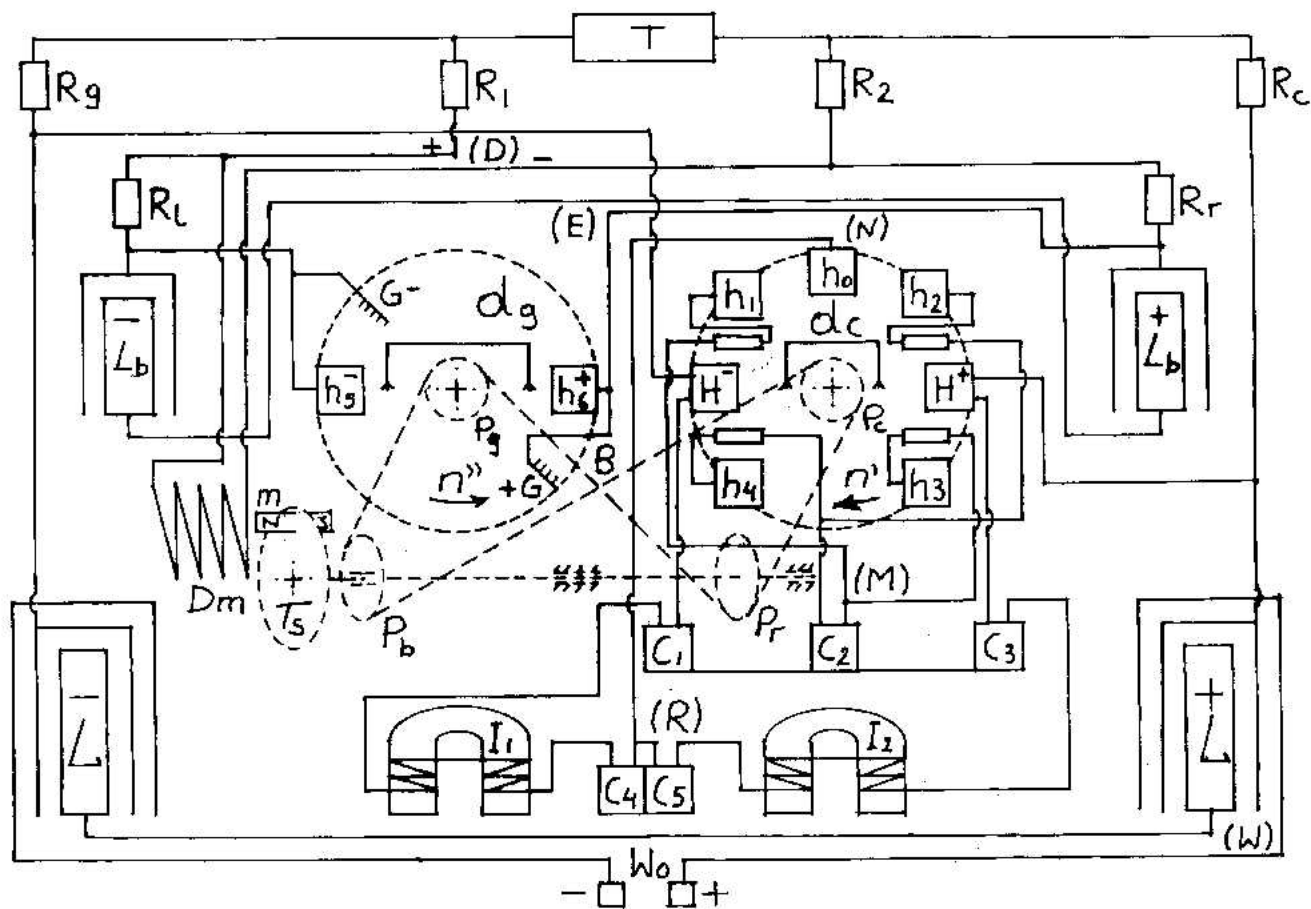 T
Rg R1 R2 Rc
+ (D) -
Rl (E) (N) Rr
G- dg h1 h0 h2
dc
- Lb + Lb
h5- h6+ H- H+
Pg Pc
B
n" +G h4 n' h3
m
N S
Dm Ts Pb Pr (M)
C1 C2 C3
- L I1 (R) I2 + L
C4 C5
(W)
Wo
- +